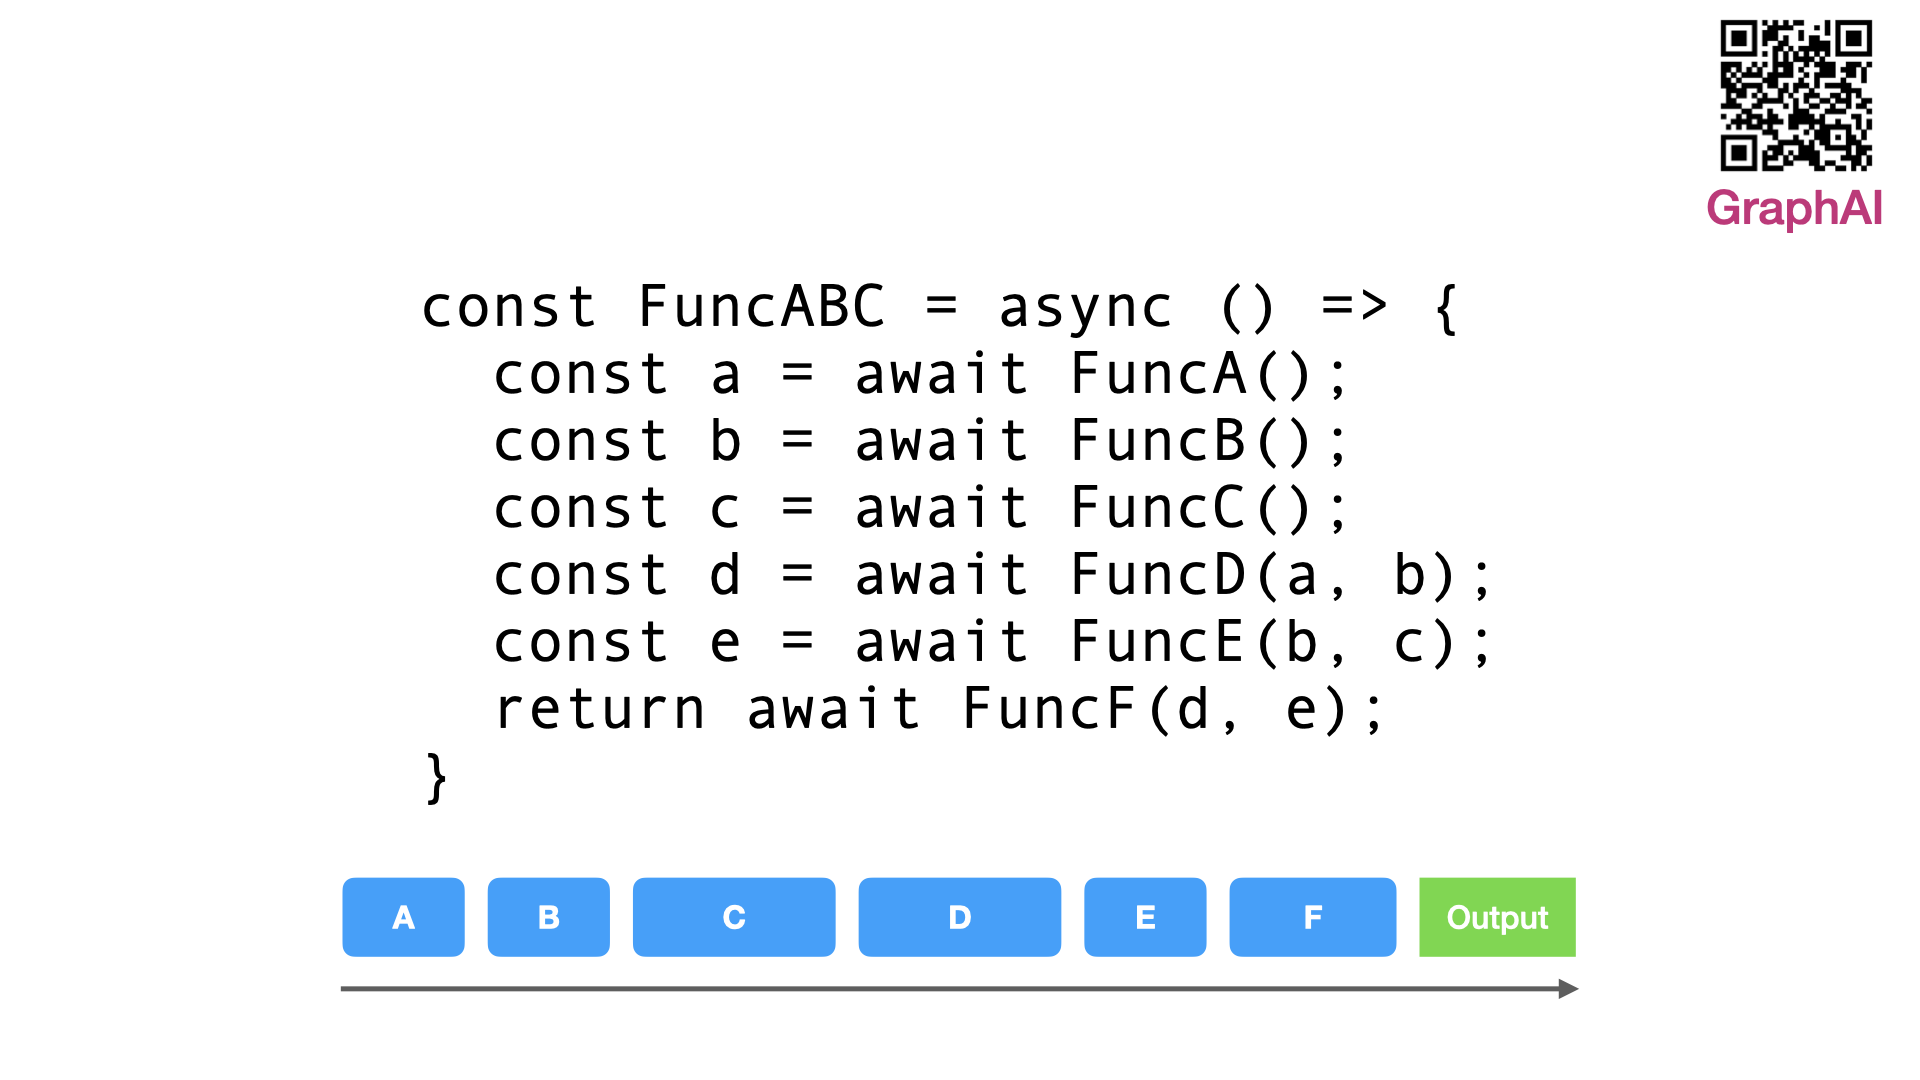 GraphAI
const FuncABC = async () => {
  const a = await FuncA();
  const b = await FuncB();
  const c = await FuncC();
  const d = await FuncD(a, b);
  const e = await FuncE(b, c);
  return await FuncF(d, e);
}
A B C D E F Output